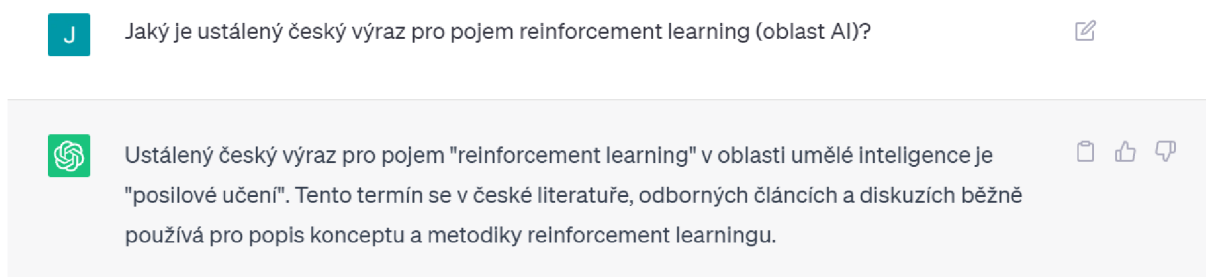 J
Jaký je ustálený český výraz pro pojem reinforcement learning (oblast AI)?
Ustálený český výraz pro pojem "reinforcement learning" v oblasti umělé inteligence je
"posilové učení". Tento termín se v české literatuře, odborných článcích a diskuzích běžně
používá pro popis konceptu a metodiky reinforcement learningu.